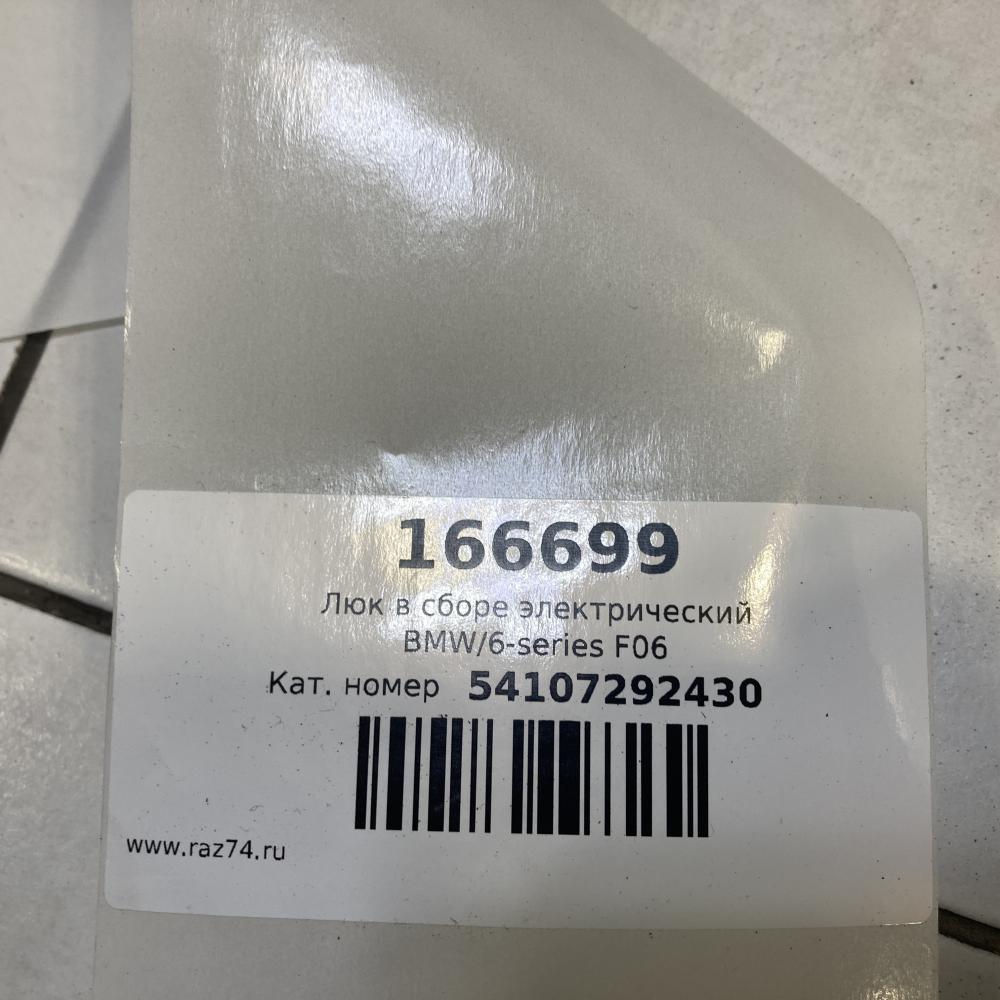 166699
Люк в сборе электрический
BMW/6-series F06
Кат. номер 54107292430
www.raz74.ru